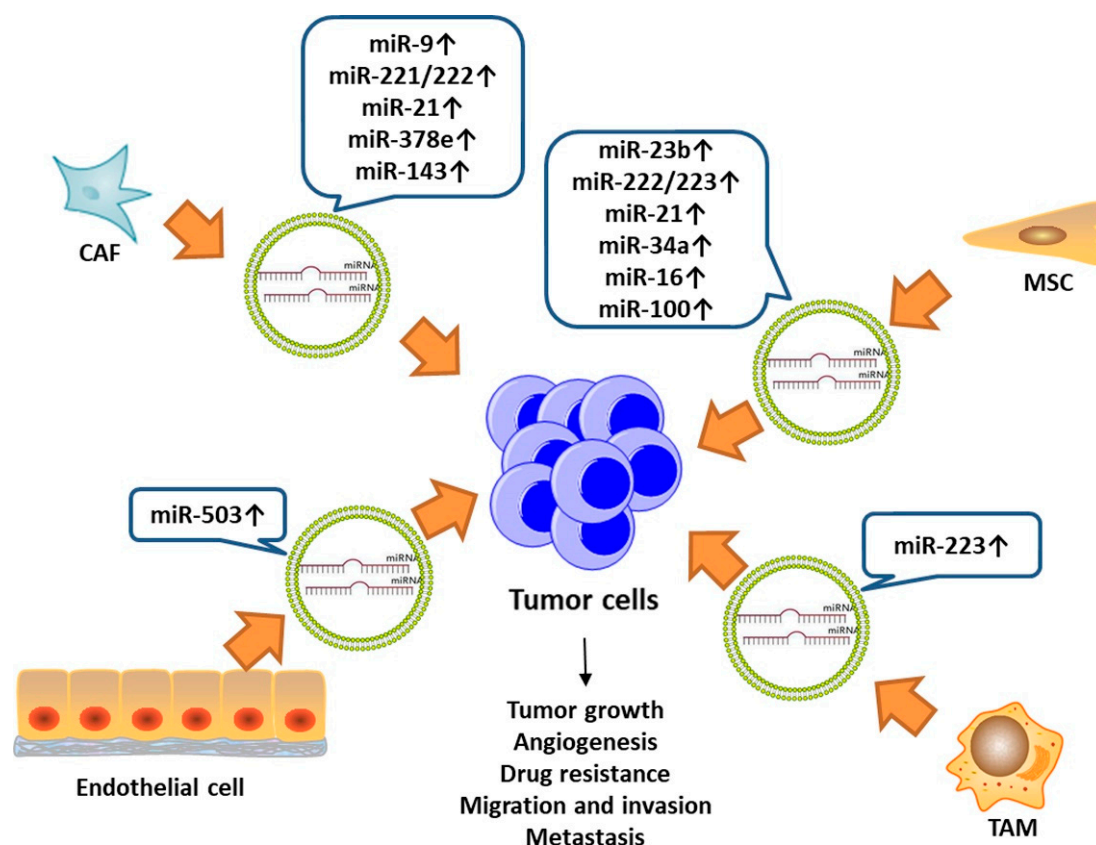 miR-9↑
miR-221/222↑
miR-21↑
miR-378e↑
miR-143↑
CAF
miRNA
miRNA
miR-23b↑
miR-222/223↑
miR-21↑
miR-34a↑
miR-16↑
miR-100↑
MSC
miRNA
miRNA
miR-503↑
miRNA
miRNA
Endothelial cell
miR-223↑
miRNA
miRNA
TAM
Tumor cells
Tumor growth
Angiogenesis
Drug resistance
Migration and invasion
Metastasis